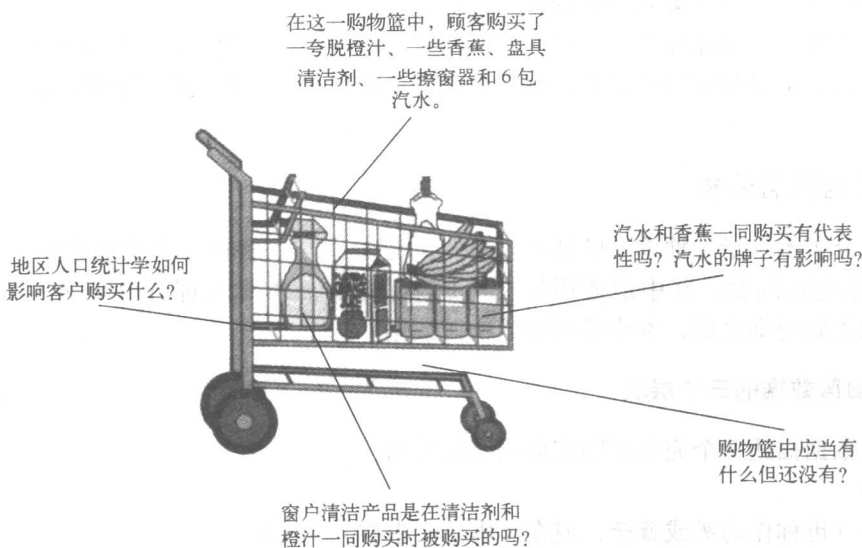 在这一购物篮中，顾客购买了
一夸脱橙汁、一些香蕉、盘具
清洁剂、一些擦窗器和6包
汽水。
汽水和香蕉一同购买有代表
性吗？汽水的牌子有影响吗？
地区人口统计学如何
影响客户购买什么？
购物篮中应当有
什么但还没有？
窗户清洁产品是在清洁剂和
橙汁一同购买时被购买的吗？